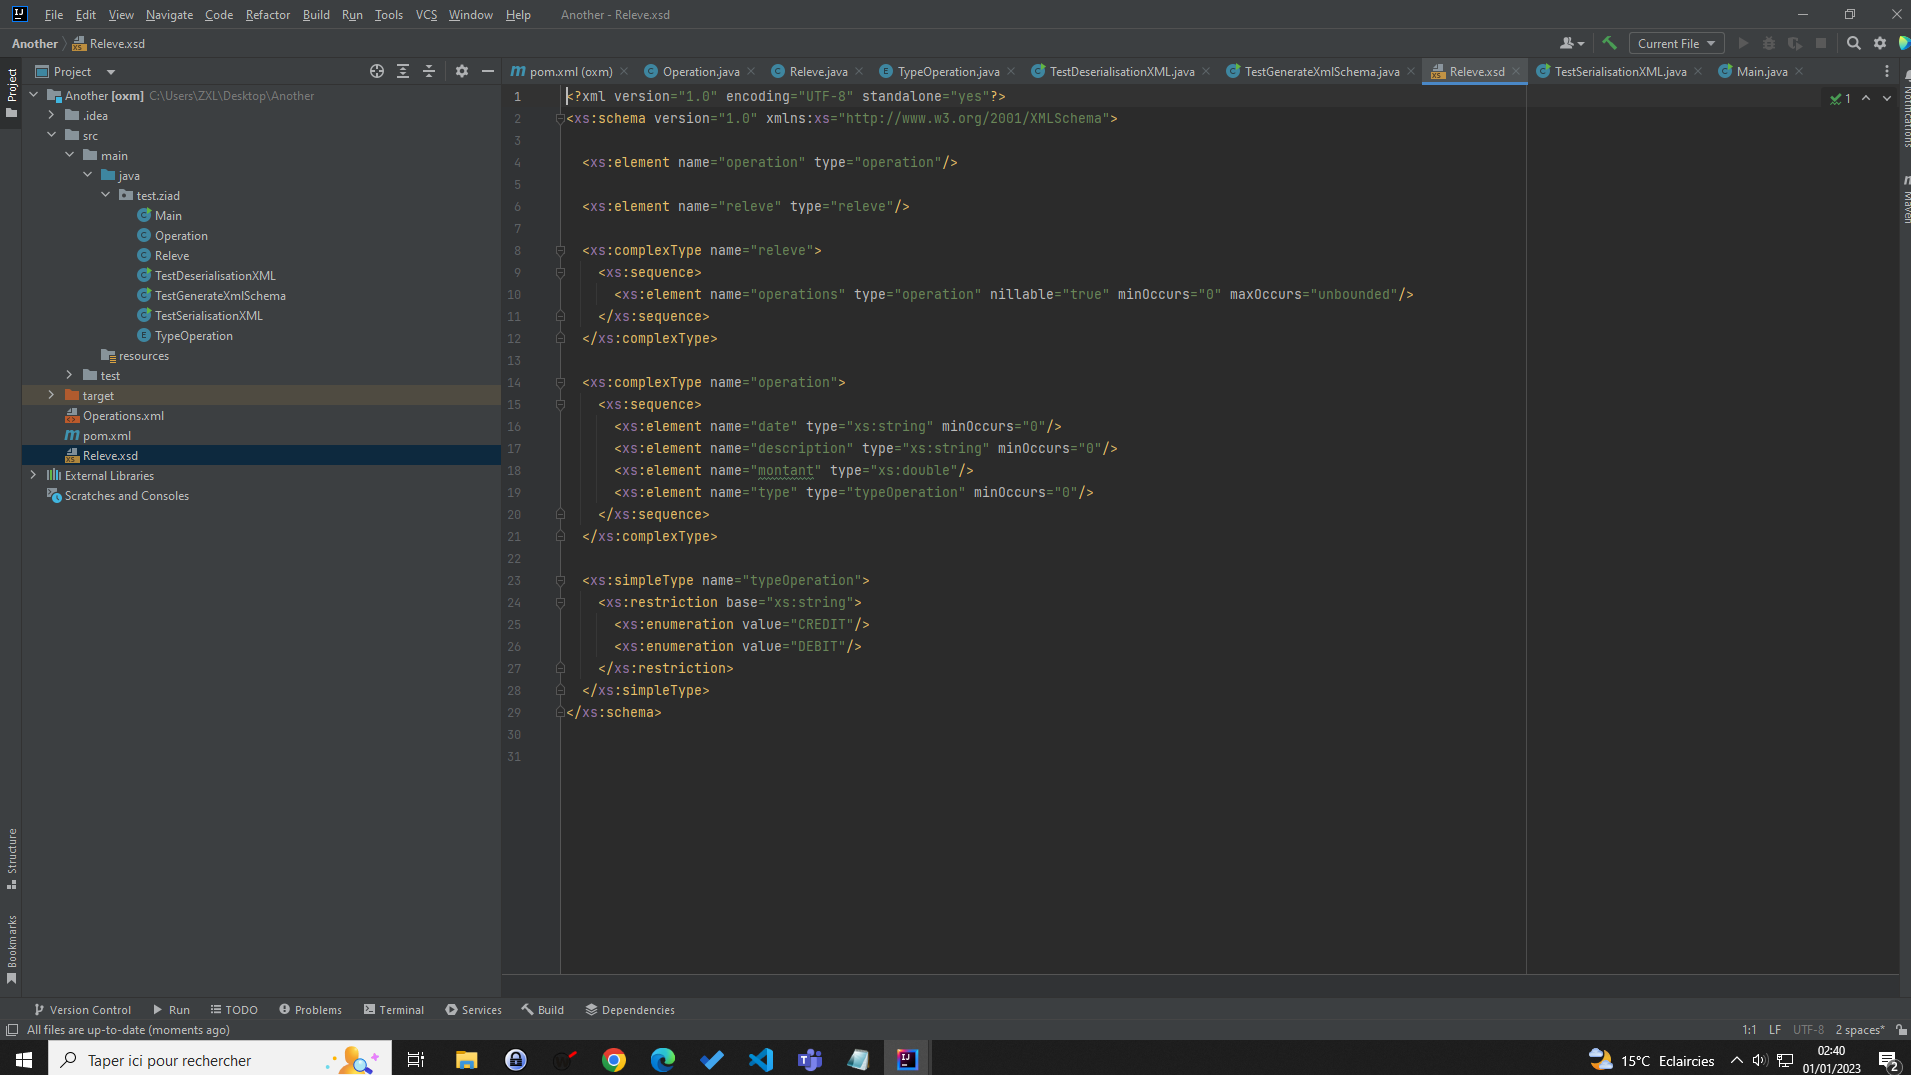 File Edit View Navigate Code Refactor Build Run Tools VCS Window Help Another - Releve.xsd
Another Releve.xsd Current File
Project
pom.xml (oxm) Operation.java Releve.java TypeOperation.java TestDeserialisationXML.java TestGenerateXmlSchema.java Releve.xsd TestSerialisationXML.java Main.java
Project
Another [oxm] C:\Users\ZXL\Desktop\Another
.idea
src
main
java
test.ziad
Main
Operation
Releve
TestDeserialisationXML
TestGenerateXmlSchema
TestSerialisationXML
TypeOperation
resources
test
target
Operations.xml
pom.xml
Releve.xsd
External Libraries
Scratches and Consoles
Structure
Bookmarks
1 <?xml version="1.0" encoding="UTF-8" standalone="yes"?>
2 <xs:schema version="1.0" xmlns:xs="http://www.w3.org/2001/XMLSchema">
3
4 <xs:element name="operation" type="operation"/>
5
6 <xs:element name="releve" type="releve"/>
7
8 <xs:complexType name="releve">
9 <xs:sequence>
10 <xs:element name="operations" type="operation" nillable="true" minOccurs="0" maxOccurs="unbounded"/>
11 </xs:sequence>
12 </xs:complexType>
13
14 <xs:complexType name="operation">
15 <xs:sequence>
16 <xs:element name="date" type="xs:string" minOccurs="0"/>
17 <xs:element name="description" type="xs:string" minOccurs="0"/>
18 <xs:element name="montant" type="xs:double"/>
19 <xs:element name="type" type="typeOperation" minOccurs="0"/>
20 </xs:sequence>
21 </xs:complexType>
22
23 <xs:simpleType name="typeOperation">
24 <xs:restriction base="xs:string">
25 <xs:enumeration value="CREDIT"/>
26 <xs:enumeration value="DEBIT"/>
27 </xs:restriction>
28 </xs:simpleType>
29 </xs:schema>
30
31
1
Notifications
Maven
Version Control Run TODO Problems Terminal Services Build Dependencies
All files are up-to-date (moments ago) 1:1 LF UTF-8 2 spaces*
Taper ici pour rechercher 15°C Eclaircies
02:40
01/01/2023
2